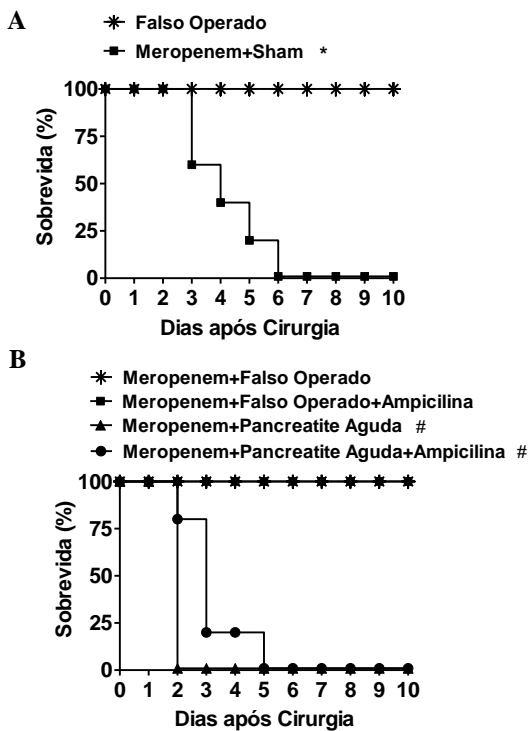 A
Falso Operado
Meropenem+Sham *
Sobrevida (%)
100
75
50
25
0
0 1 2 3 4 5 6 7 8 9 10
Dias após Cirurgia
B
Meropenem+Falso Operado
Meropenem+Falso Operado+Ampicilina
Meropenem+Pancreatite Aguda #
Meropenem+Pancreatite Aguda+Ampicilina #
Sobrevida (%)
100
75
50
25
0
0 1 2 3 4 5 6 7 8 9 10
Dias após Cirurgia